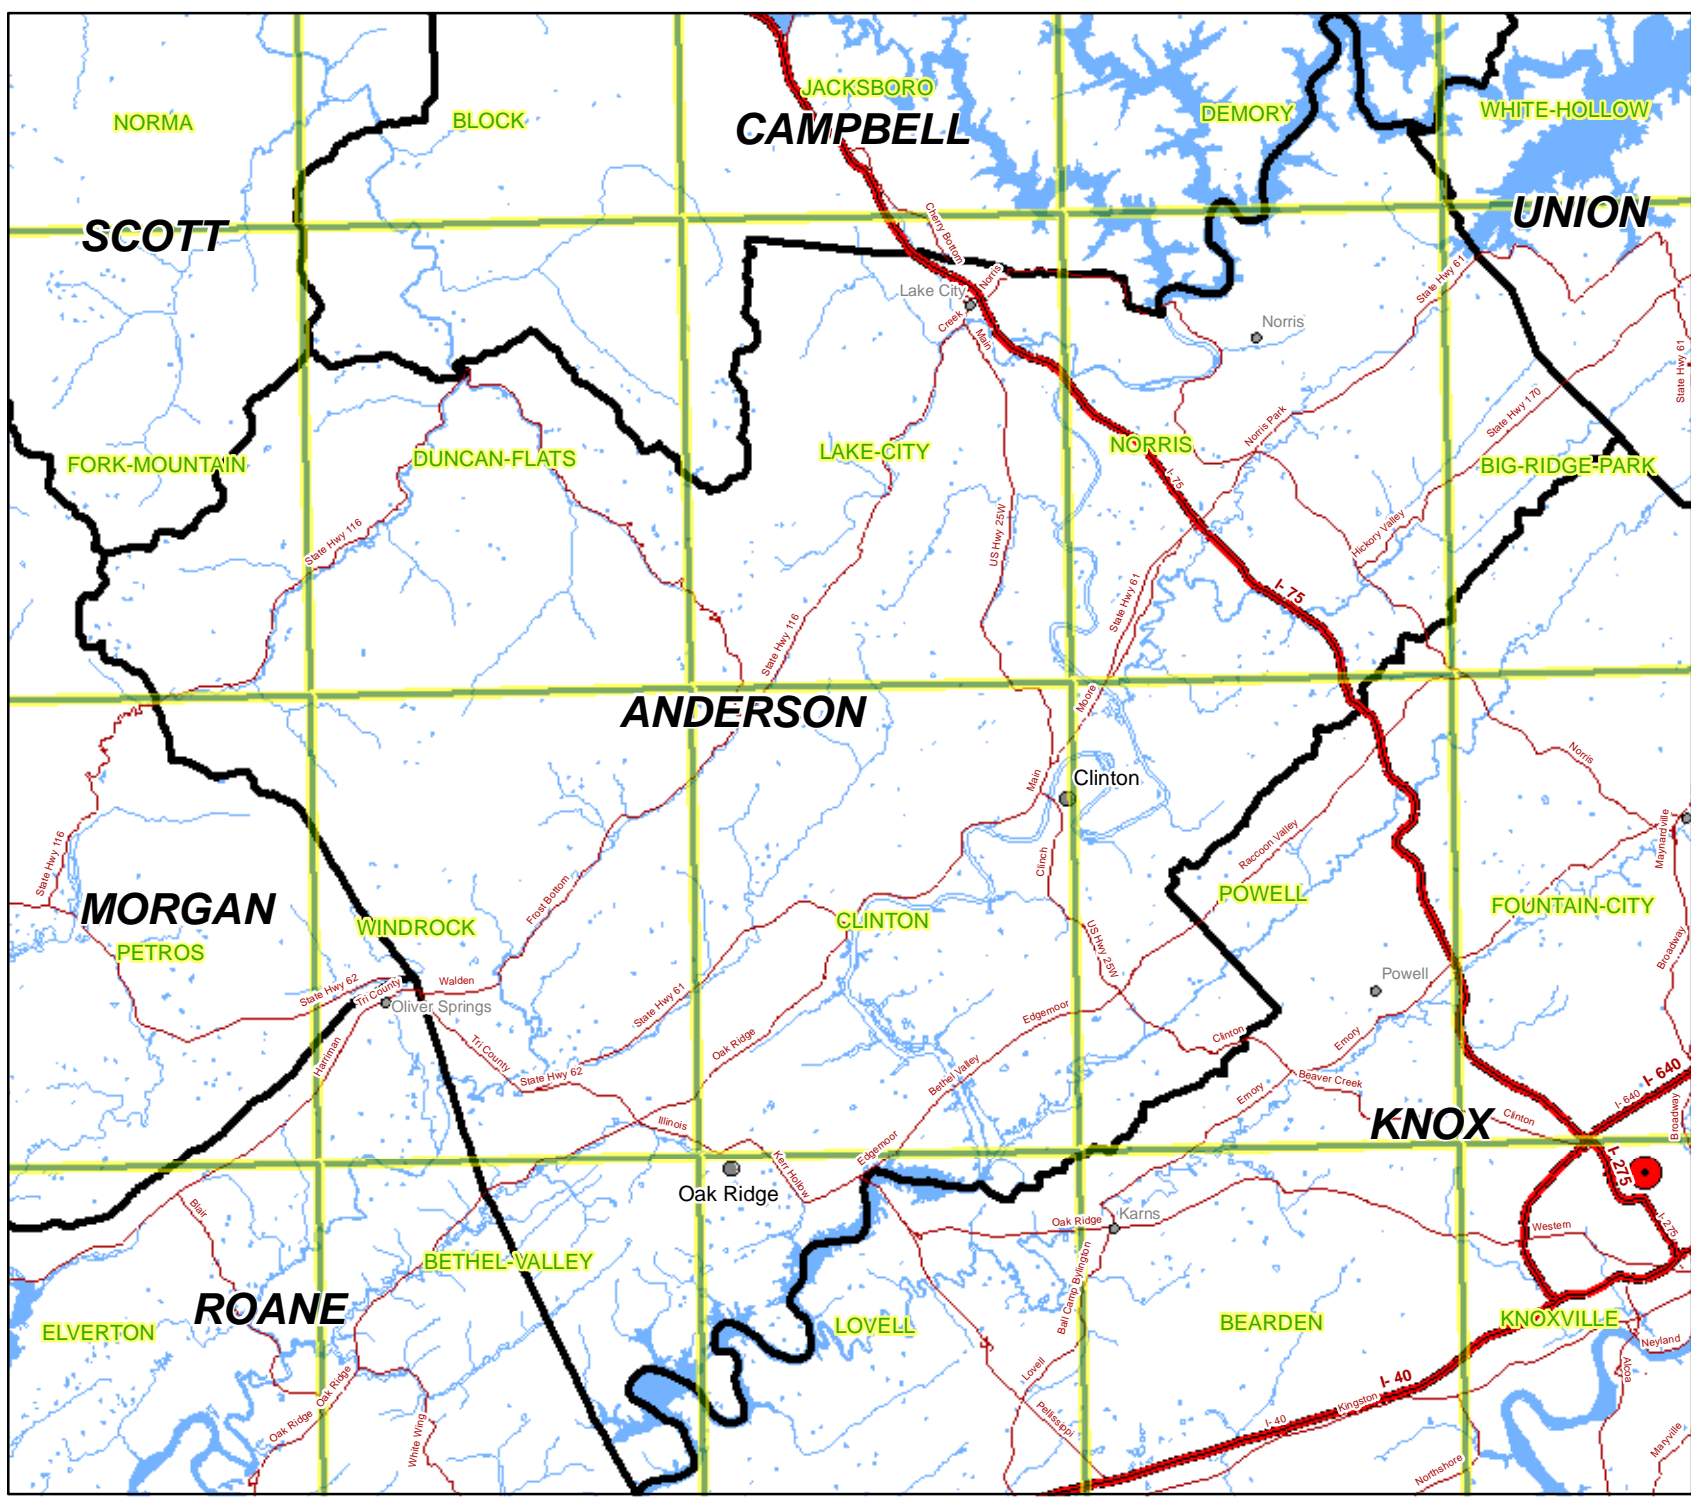 JACKSBORO
NORMA
BLOCK
CAMPBELL
DEMORY
WHITE-HOLLOW
SCOTT
UNION
Cherry Bottom
Norris
Lake City
Creek
Main
Norris
State Hwy 61
State Hwy 61
State Hwy 170
Norris Park
FORK-MOUNTAIN
DUNCAN-FLATS
LAKE-CITY
NORRIS
BIG-RIDGE-PARK
I- 75
State Hwy 116
US Hwy 25W
Hickory Valley
State Hwy 61
I- 75
State Hwy 116
Moore
ANDERSON
Norris
Main
Clinton
State Hwy 116
Clinch
Raccoon Valley
Maynardville
MORGAN
PETROS
WINDROCK
Frost Bottom
CLINTON
POWELL
FOUNTAIN-CITY
US Hwy 25W
Broadway
State Hwy 62
Tri County
Walden
Oliver Springs
State Hwy 61
Powell
Edgemoor
Harriman
Tri County
Oak Ridge
Clinton
Emory
State Hwy 62
Bethel Valley
Beaver Creek
Emory
I- 640
I- 640
Broadway
Illinois
KNOX
Clinton
Edgemoor
Kerr Hollow
I- 275
Oak Ridge
Blair
Karns
Oak Ridge
Western
I- 275
BETHEL-VALLEY
Ball Camp Byington
ROANE
ELVERTON
LOVELL
BEARDEN
KNOXVILLE
Neyland
Alcoa
Lovell
Oak Ridge
Oak Ridge
I- 40
Kingston
I- 40
Pellissippi
White Wing
Northshore
Maryville